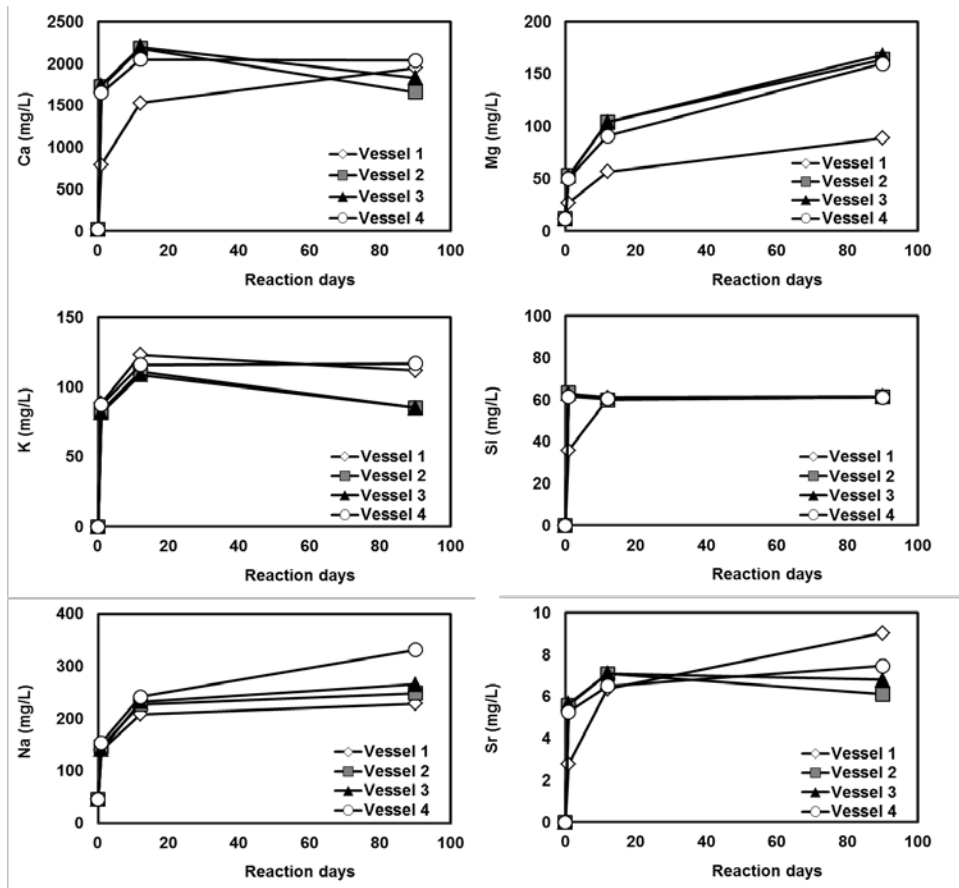 Ca (mg/L)
2500
2000
1500
1000
500
0
Vessel 1
Vessel 2
Vessel 3
Vessel 4
0 20 40 60 80 100
Reaction days
Mg (mg/L)
200
150
100
50
0
Vessel 1
Vessel 2
Vessel 3
Vessel 4
0 20 40 60 80 100
Reaction days
K (mg/L)
150
100
50
0
Vessel 1
Vessel 2
Vessel 3
Vessel 4
0 20 40 60 80 100
Reaction days
Si (mg/L)
100
80
60
40
20
0
Vessel 1
Vessel 2
Vessel 3
Vessel 4
0 20 40 60 80 100
Reaction days
Na (mg/L)
400
300
200
100
0
Vessel 1
Vessel 2
Vessel 3
Vessel 4
0 20 40 60 80 100
Reaction days
Sr (mg/L)
10
8
6
4
2
0
Vessel 1
Vessel 2
Vessel 3
Vessel 4
0 20 40 60 80 100
Reaction days